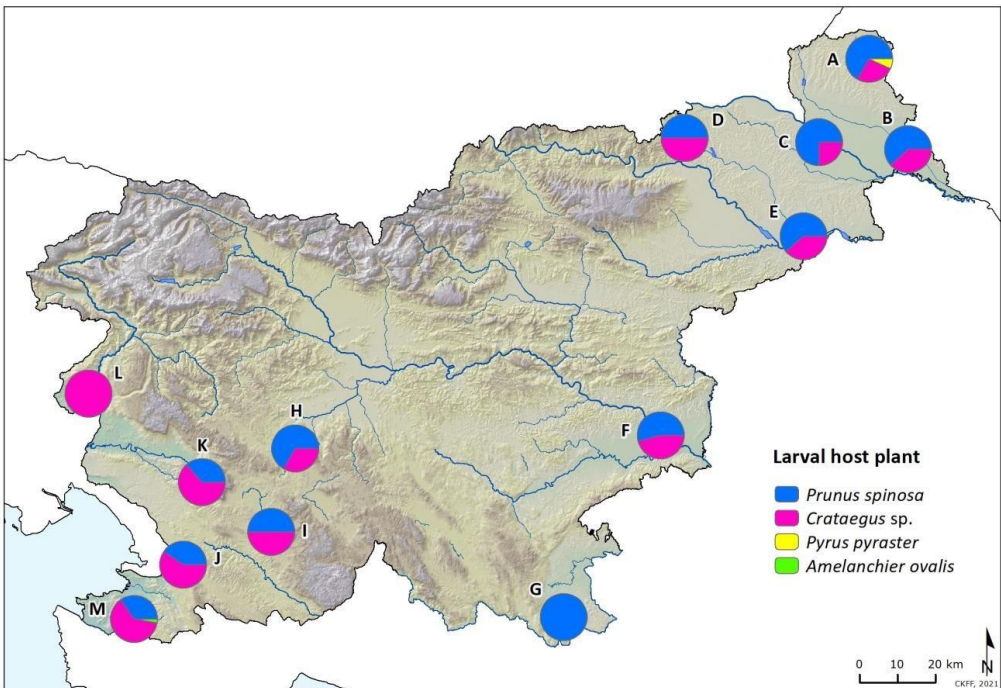 A
B
C
D
E
F
G
H
I
J
K
L
M
Larval host plant
Prunus spinosa
Crataegus sp.
Pyrus pyraster
Amelanchier ovalis
0 10 20 km
N
CKFF, 2021